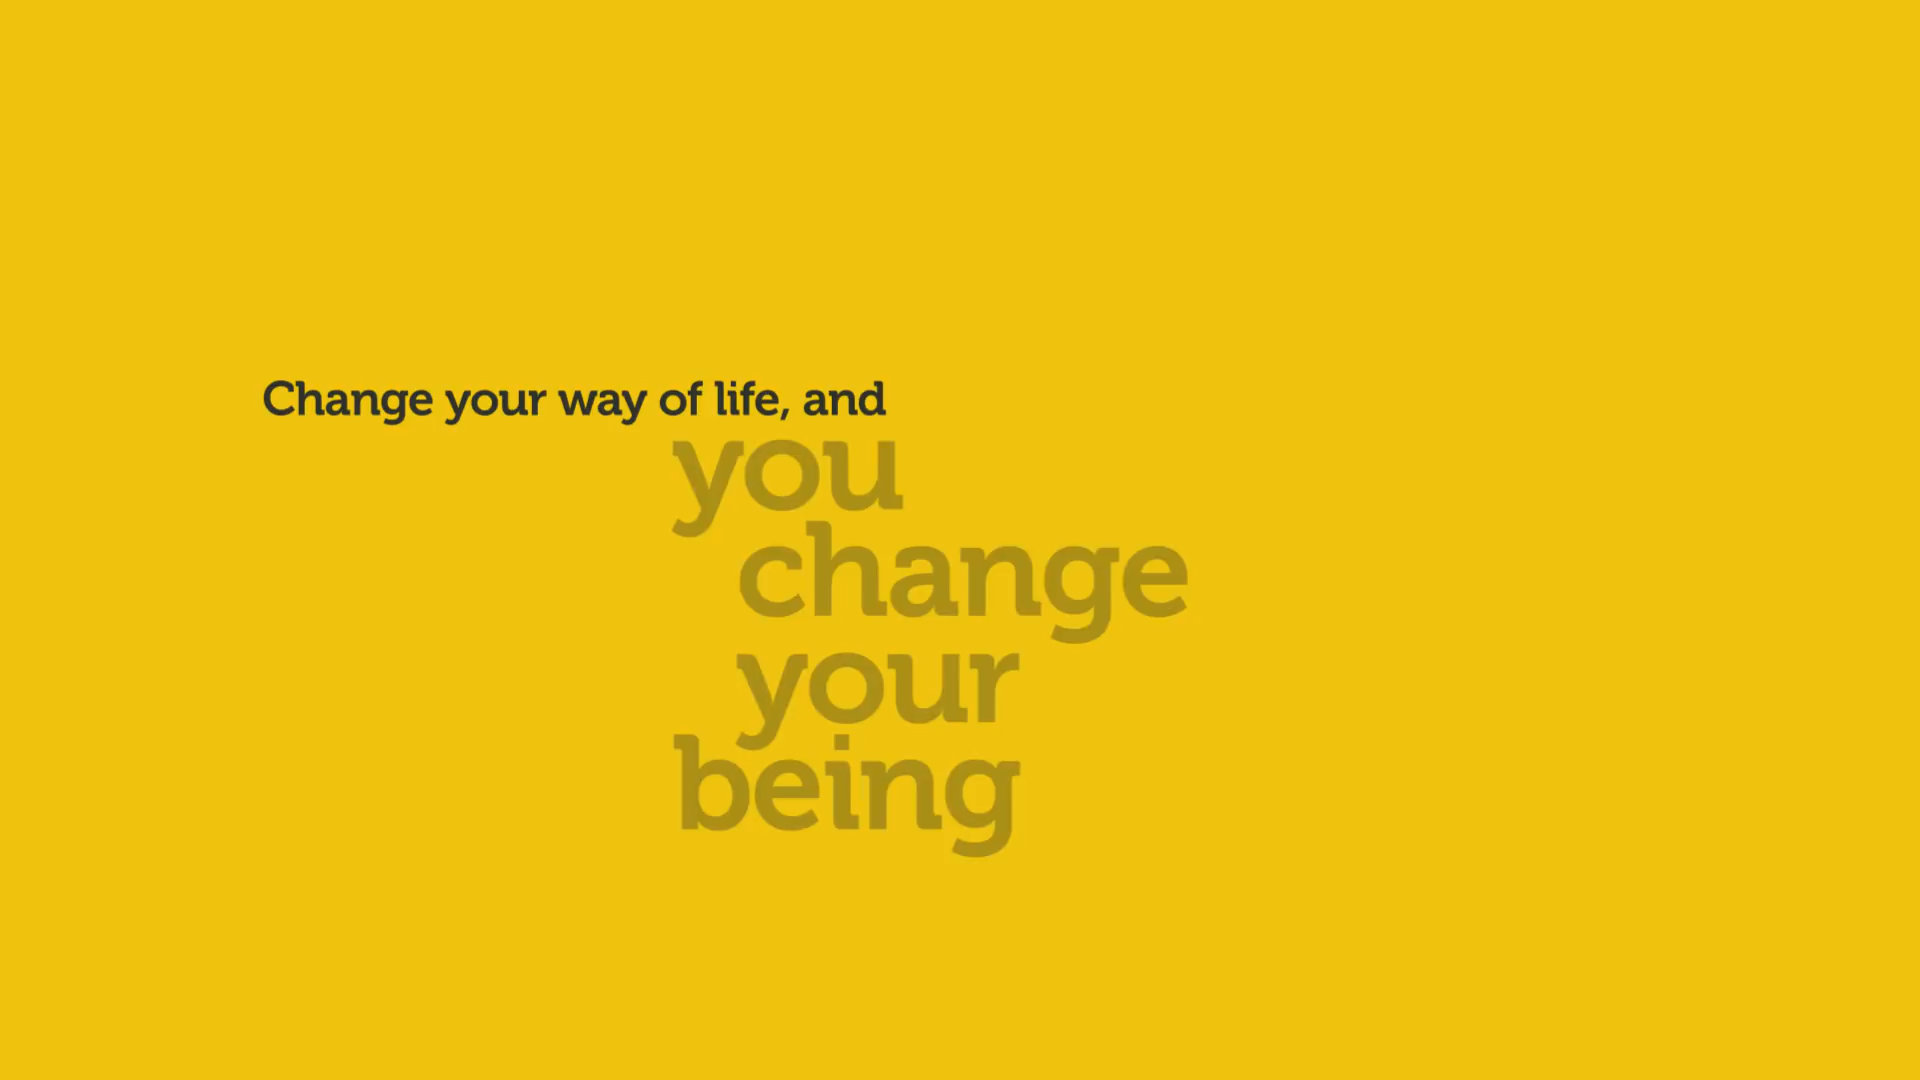 Change your way of life, and
you
change
your
being